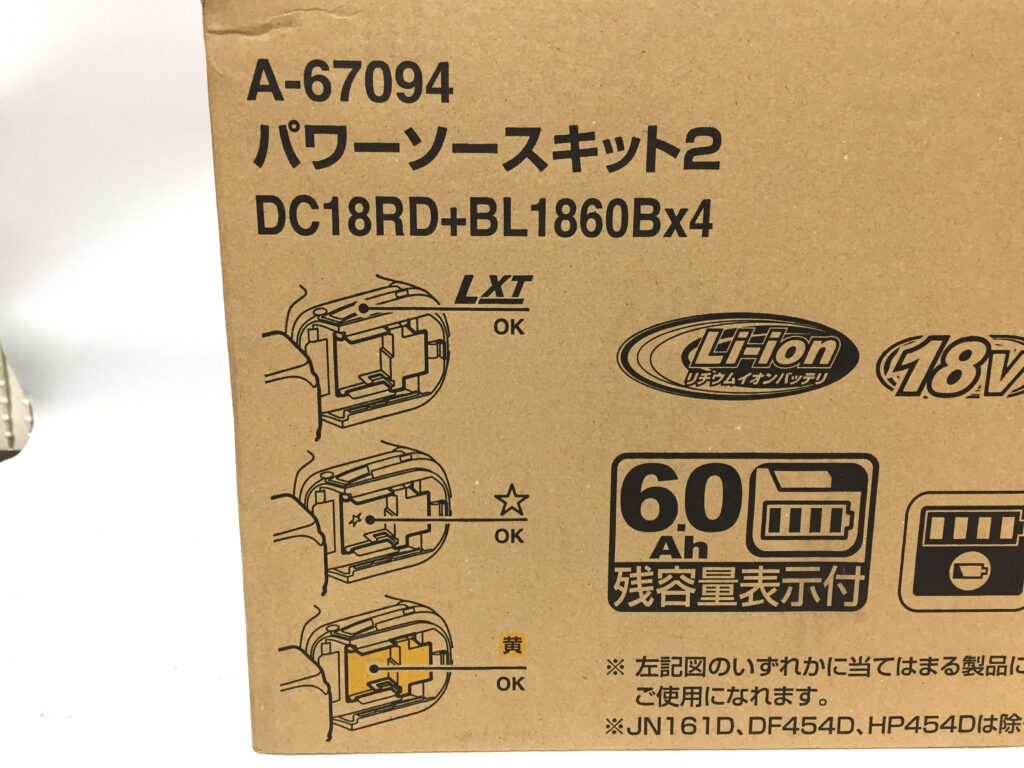 A-67094
パワーソースキット2
DC18RD+BL1860Bx4
LXT
OK
Li-ion
リチウムイオンバッテリ
18V
☆
OK
6.0
Ah
残容量表示付
黄
OK
※ 左記図のいずれかに当てはまる製品に
ご使用になれます。
※JN161D、DF454D、HP454Dは除